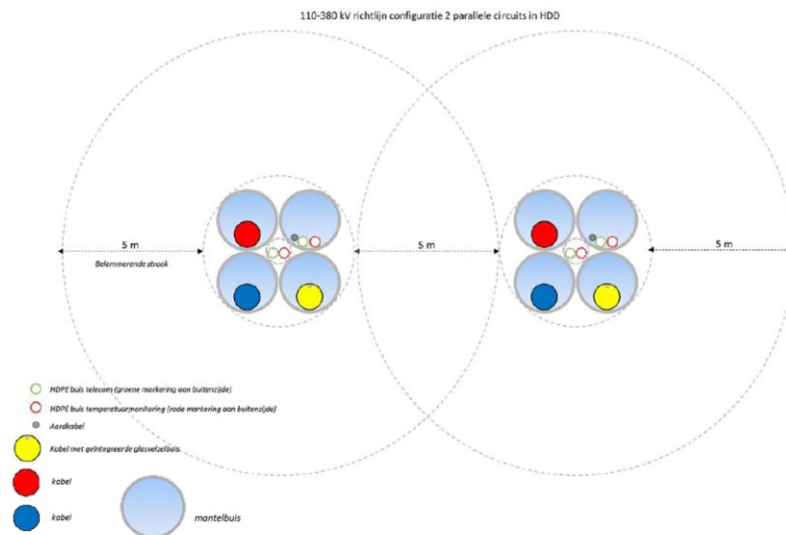 110-380 kV richtlijn configuratie 2 parallele circuits in HDD
5 m
5 m
5 m
Belemmerende strook
HDPE buis telecom (groene markering aan buitenzijde)
HDPE buis temperatuurmonitoring (rode markering aan buitenzijde)
Aardkabel
Kabel met geïntegreerde glasvelzelbuis
kabel
kabel
mantelbuis